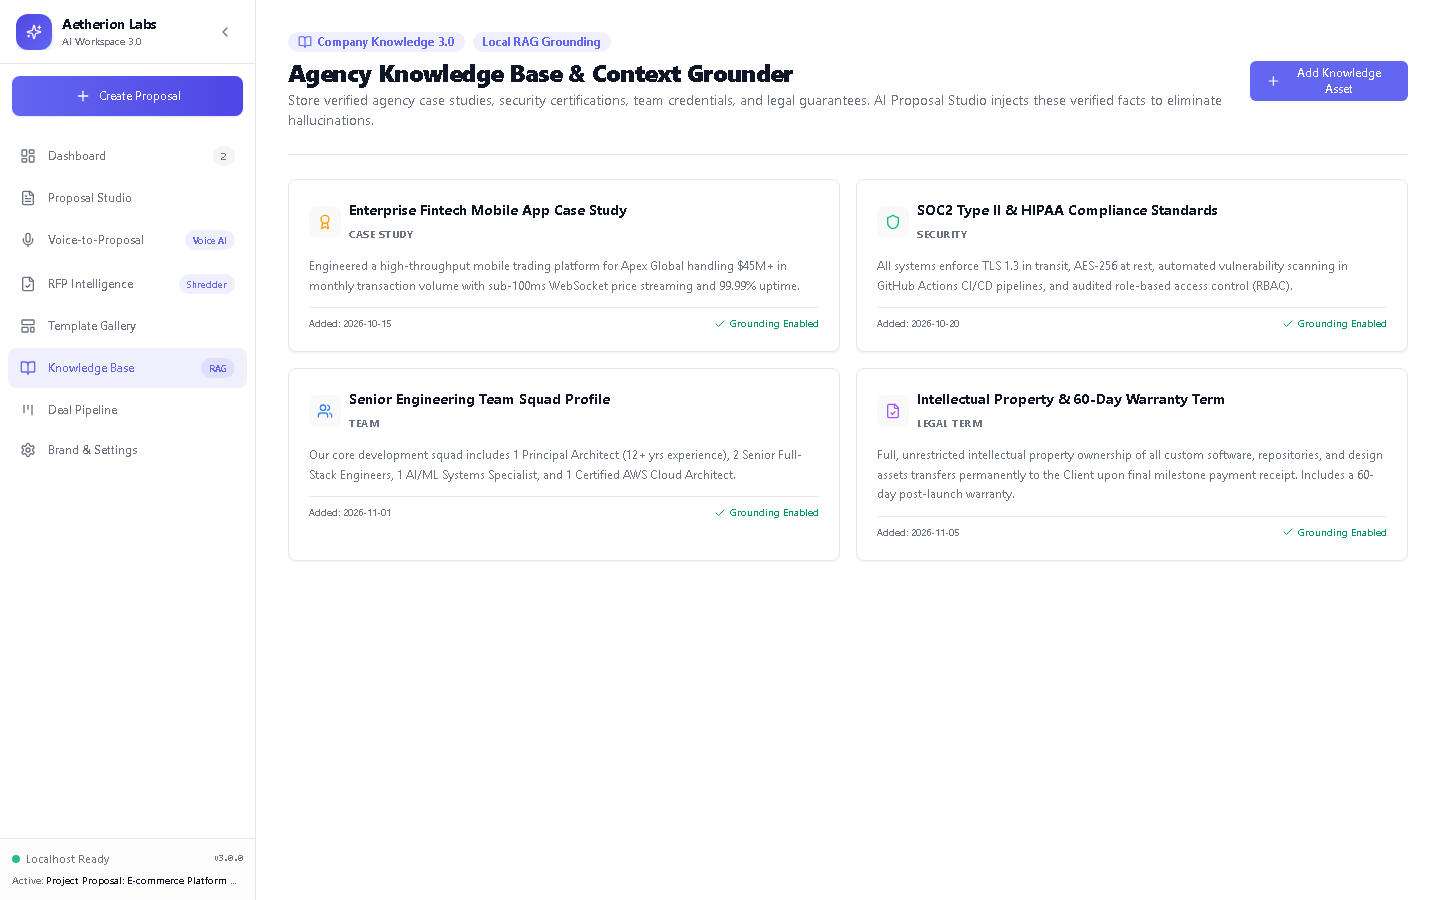 Aetherion Labs
AI Workspace 3.0
Create Proposal
Dashboard 2
Proposal Studio
Voice-to-Proposal Voice AI
RFP Intelligence Shredder
Template Gallery
Knowledge Base RAG
Deal Pipeline
Brand & Settings
Localhost Ready v3.0.0
Active: Project Proposal: E-commerce Platform ...
Company Knowledge 3.0 Local RAG Grounding
Agency Knowledge Base & Context Grounder
Store verified agency case studies, security certifications, team credentials, and legal guarantees. AI Proposal Studio injects these verified facts to eliminate
hallucinations.
Add Knowledge
Asset
Enterprise Fintech Mobile App Case Study
CASE STUDY
Engineered a high-throughput mobile trading platform for Apex Global handling $45M+ in
monthly transaction volume with sub-100ms WebSocket price streaming and 99.99% uptime.
Added: 2026-10-15 Grounding Enabled
SOC2 Type II & HIPAA Compliance Standards
SECURITY
All systems enforce TLS 1.3 in transit, AES-256 at rest, automated vulnerability scanning in
GitHub Actions CI/CD pipelines, and audited role-based access control (RBAC).
Added: 2026-10-20 Grounding Enabled
Senior Engineering Team Squad Profile
TEAM
Our core development squad includes 1 Principal Architect (12+ yrs experience), 2 Senior Full-
Stack Engineers, 1 AI/ML Systems Specialist, and 1 Certified AWS Cloud Architect.
Added: 2026-11-01 Grounding Enabled
Intellectual Property & 60-Day Warranty Term
LEGAL TERM
Full, unrestricted intellectual property ownership of all custom software, repositories, and design
assets transfers permanently to the Client upon final milestone payment receipt. Includes a 60-
day post-launch warranty.
Added: 2026-11-05 Grounding Enabled